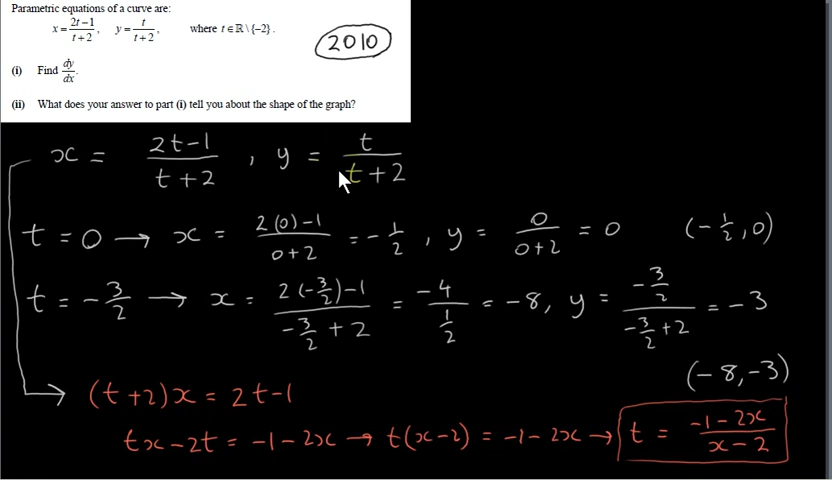 Parametric equations of a curve are:
x = (2t−1)/(t+2), y = t/(t+2), where t ∈ ℝ \ {−2}.
2010
(i) Find dy/dx.
(ii) What does your answer to part (i) tell you about the shape of the graph?
x = (2t−1)/(t+2), y = t/(t+2)
t = 0 → x = (2(0)−1)/(0+2) = −1/2, y = 0/(0+2) = 0 (−1/2, 0)
t = −3/2 → x = (2(−3/2)−1)/(−3/2+2) = −4/(1/2) = −8, y = (−3/2)/(−3/2+2) = −3
(−8, −3)
(t+2)x = 2t−1
tx−2t = −1−2x → t(x−2) = −1−2x → t = (−1−2x)/(x−2)